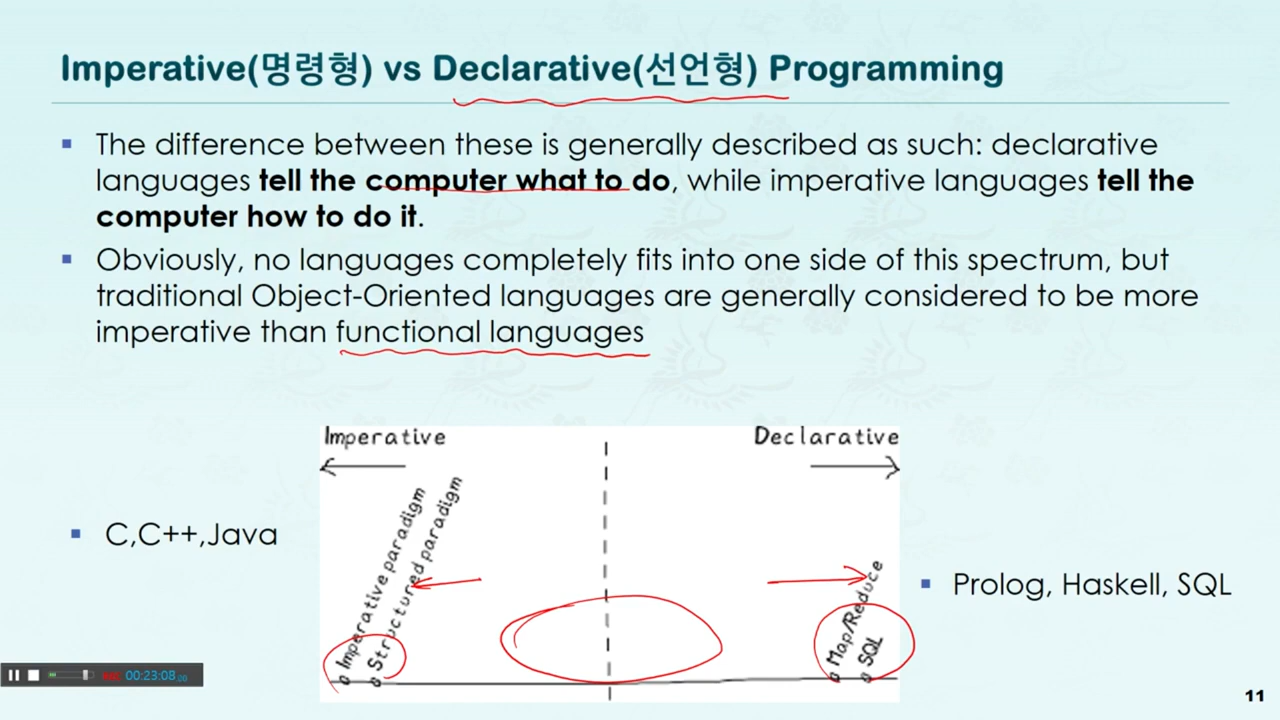 Imperative(명령형) vs Declarative(선언형) Programming
The difference between these is generally described as such: declarative
languages tell the computer what to do, while imperative languages tell the
computer how to do it.
Obviously, no languages completely fits into one side of this spectrum, but
traditional Object-Oriented languages are generally considered to be more
imperative than functional languages
Imperative
Declarative
Imperative paradigm
Structured paradigm
Map/Reduce
SQL
C,C++,Java
Prolog, Haskell, SQL
00:23:08
11